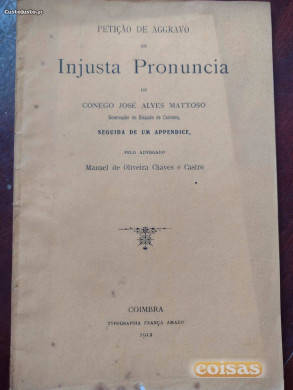 CustoJusto.pt
PETIÇÃO DE AGGRAVO
DE
Injusta Pronuncia
DO
CONEGO JOSÉ ALVES MATTOSO
Governador do Bispado de Coimbra,
SEGUIDA DE UM APPENDICE,
PELO ADVOGADO
Manuel de Oliveira Chaves e Castro
COIMBRA
TYPOGRAPHIA FRANÇA AMADO
1912
coisas